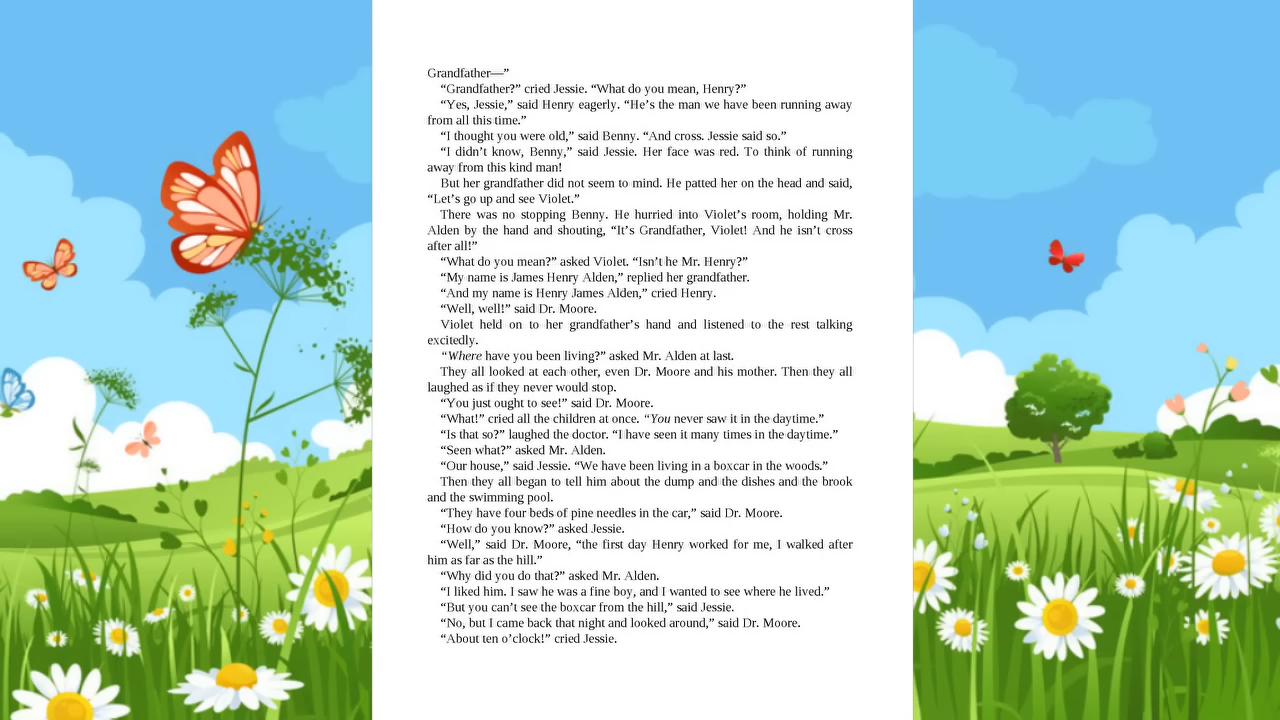 Grandfather—”
“Grandfather?” cried Jessie. “What do you mean, Henry?”
“Yes, Jessie,” said Henry eagerly. “He’s the man we have been running away
from all this time.”
“I thought you were old,” said Benny. “And cross. Jessie said so.”
“I didn’t know, Benny,” said Jessie. Her face was red. To think of running
away from this kind man!
But her grandfather did not seem to mind. He patted her on the head and said,
“Let’s go up and see Violet.”
There was no stopping Benny. He hurried into Violet’s room, holding Mr.
Alden by the hand and shouting, “It’s Grandfather, Violet! And he isn’t cross
after all!”
“What do you mean?” asked Violet. “Isn’t he Mr. Henry?”
“My name is James Henry Alden,” replied her grandfather.
“And my name is Henry James Alden,” cried Henry.
“Well, well!” said Dr. Moore.
Violet held on to her grandfather’s hand and listened to the rest talking
excitedly.
“Where have you been living?” asked Mr. Alden at last.
They all looked at each other, even Dr. Moore and his mother. Then they all
laughed as if they never would stop.
“You just ought to see!” said Dr. Moore.
“What!” cried all the children at once. “You never saw it in the daytime.”
“Is that so?” laughed the doctor. “I have seen it many times in the daytime.”
“Seen what?” asked Mr. Alden.
“Our house,” said Jessie. “We have been living in a boxcar in the woods.”
Then they all began to tell him about the dump and the dishes and the brook
and the swimming pool.
“They have four beds of pine needles in the car,” said Dr. Moore.
“How do you know?” asked Jessie.
“Well,” said Dr. Moore, “the first day Henry worked for me, I walked after
him as far as the hill.”
“Why did you do that?” asked Mr. Alden.
“I liked him. I saw he was a fine boy, and I wanted to see where he lived.”
“But you can’t see the boxcar from the hill,” said Jessie.
“No, but I came back that night and looked around,” said Dr. Moore.
“About ten o’clock!” cried Jessie.